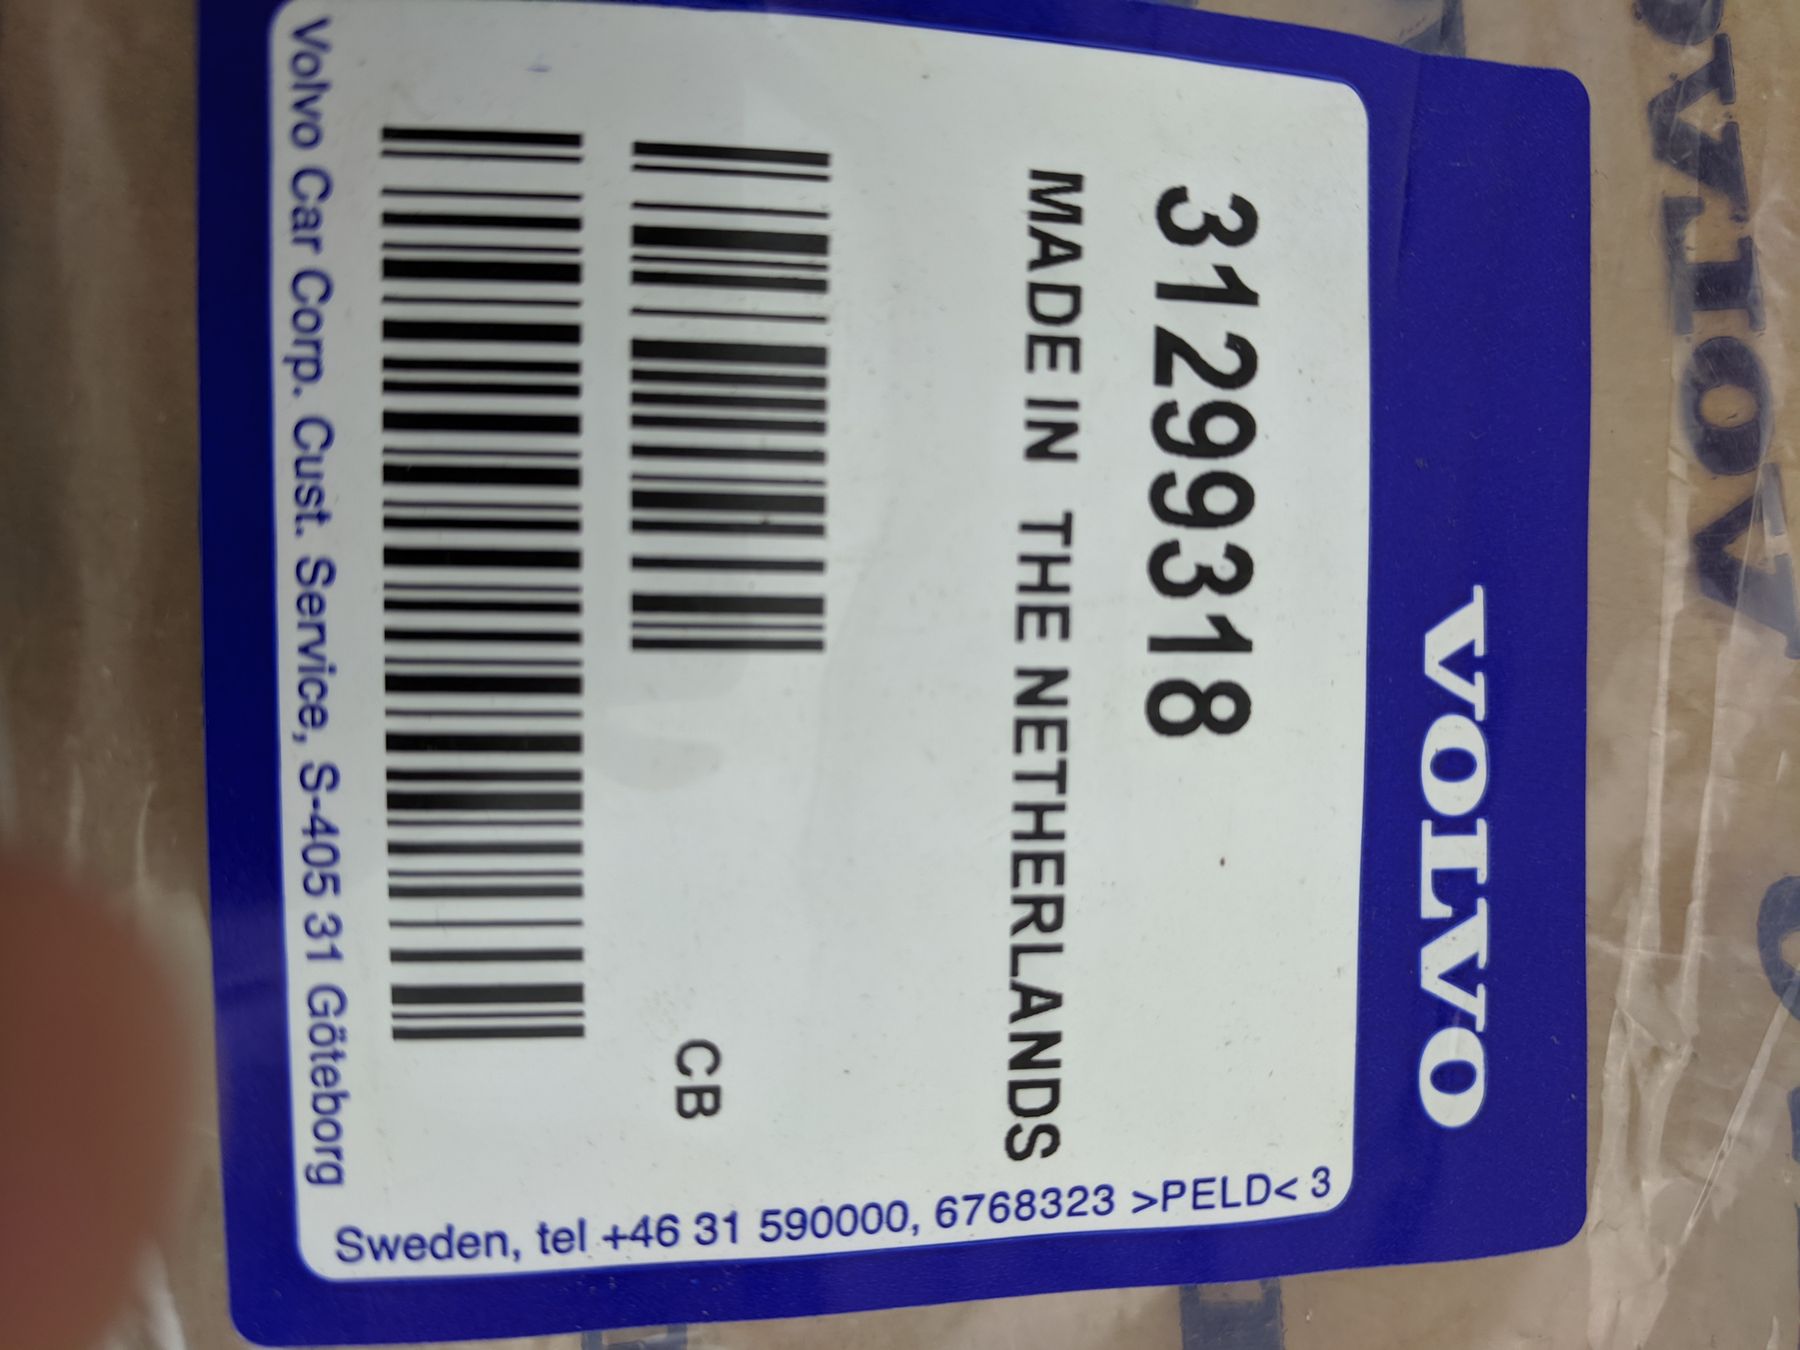 VOLVO
31299318
MADE IN THE NETHERLANDS
CB
Volvo Car Corp. Cust. Service, S-405 31 Göteborg
Sweden, tel +46 31 590000, 6768323 >PELD< 3
VOLVO